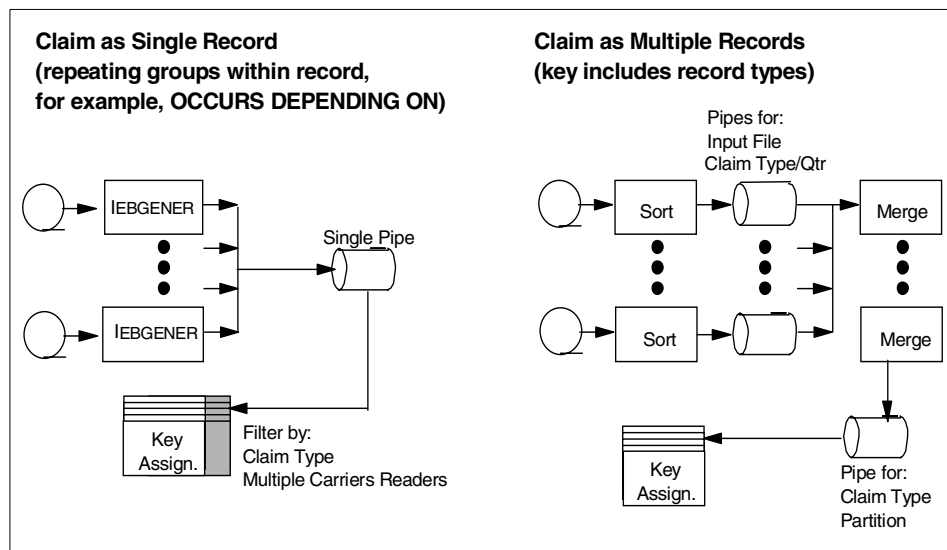 Claim as Single Record
(repeating groups within record,
for example, OCCURS DEPENDING ON)
IEBGENER
IEBGENER
Single Pipe
Key
Assign.
Filter by:
Claim Type
Multiple Carriers Readers
Claim as Multiple Records
(key includes record types)
Pipes for:
Input File
Claim Type/Qtr
Sort
Merge
Sort
Merge
Key
Assign.
Pipe for:
Claim Type
Partition